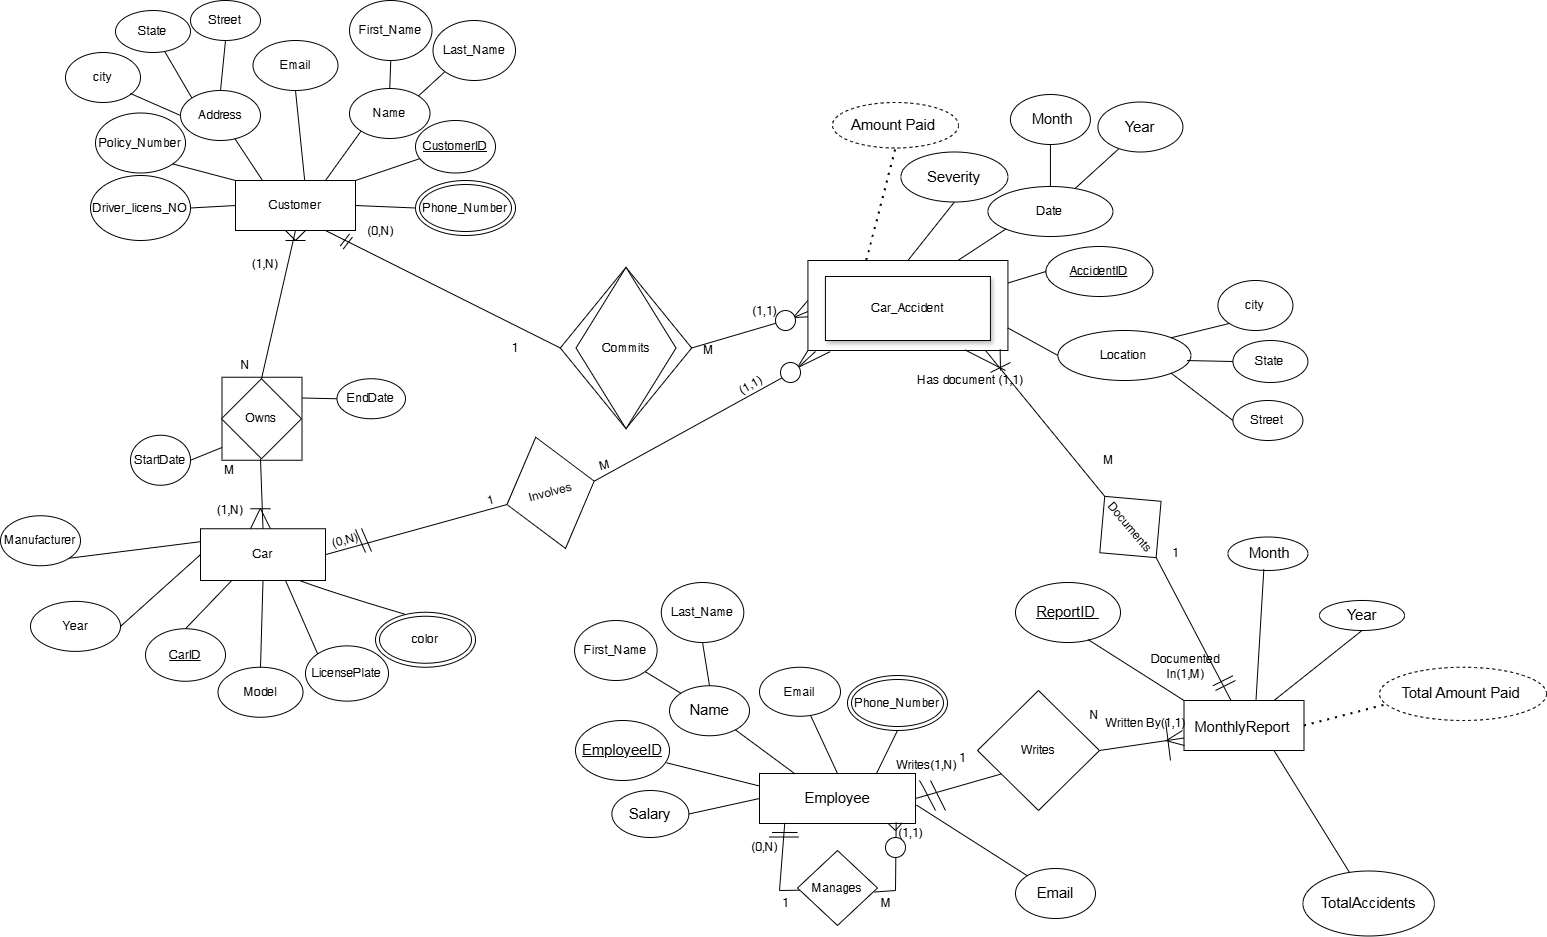 Street
State
First_Name
Last_Name
city
Email
Address
Name
Policy_Number
CustomerID
Driver_licens_NO
Customer
Phone_Number
(0,N)
(1,N)
Amount Paid
Month
Year
Severity
Date
AccidentID
Car_Accident
city
Location
State
Street
(1,1)
1
Commits
M
(1,1)
Has document (1,1)
N
Owns
EndDate
StartDate
M
(1,N)
M
Involves
1
(0,N)
M
Documents
1
Manufacturer
Car
Year
CarID
Model
LicensePlate
color
Month
ReportID
Year
Documented
In(1,M)
Total Amount Paid
MonthlyReport
TotalAccidents
Last_Name
First_Name
Name
Email
Phone_Number
EmployeeID
Salary
Employee
Writes(1,N)
1
Writes
N
Written By(1,1)
(0,N)
(1,1)
Manages
1
M
Email